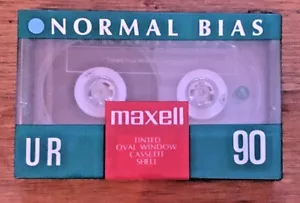 NORMAL BIAS
maxell
TINTED
OVAL WINDOW
CASSETTE
SHELL
UR
90